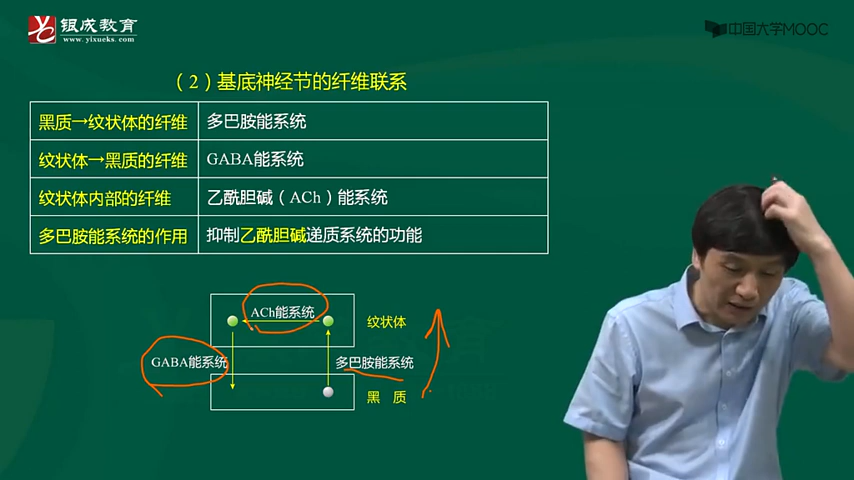 银成教育
www.yixueks.com
中国大学MOOC
（2）基底神经节的纤维联系
黑质→纹状体的纤维 多巴胺能系统
纹状体→黑质的纤维 GABA能系统
纹状体内部的纤维 乙酰胆碱（ACh）能系统
多巴胺能系统的作用 抑制乙酰胆碱递质系统的功能
ACh能系统
纹状体
GABA能系统
多巴胺能系统
黑 质